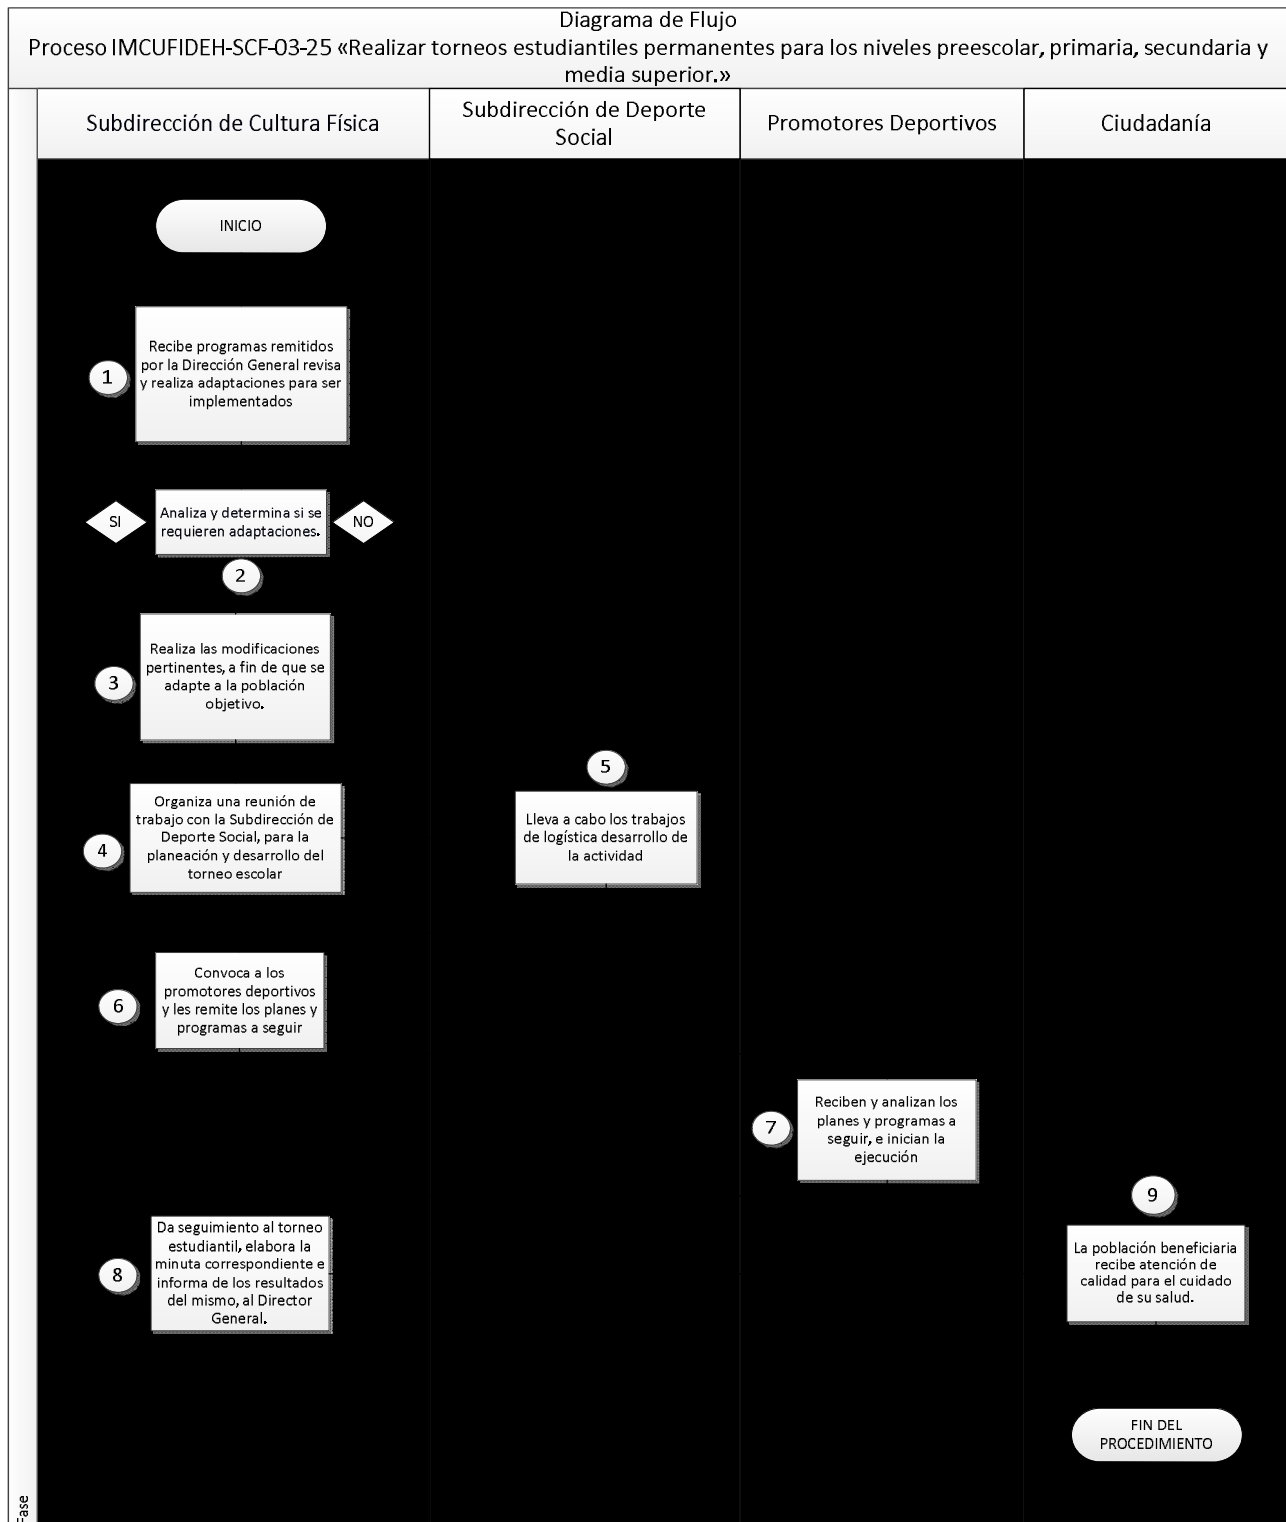 Diagrama de Flujo
Proceso IMCUFIDEH-SCF-03-25 «Realizar torneos estudiantiles permanentes para los niveles preescolar, primaria, secundaria y
media superior.»
Subdirección de Cultura Física
Subdirección de Deporte
Social
Promotores Deportivos
Ciudadanía
INICIO
1
Recibe programas remitidos
por la Dirección General revisa
y realiza adaptaciones para ser
implementados
SI
Analiza y determina si se
requieren adaptaciones.
NO
2
3
Realiza las modificaciones
pertinentes, a fin de que se
adapte a la población
objetivo.
4
Organiza una reunión de
trabajo con la Subdirección de
Deporte Social, para la
planeación y desarrollo del
torneo escolar
5
Lleva a cabo los trabajos
de logística desarrollo de
la actividad
6
Convoca a los
promotores deportivos
y les remite los planes y
programas a seguir
7
Reciben y analizan los
planes y programas a
seguir, e inician la
ejecución
8
Da seguimiento al torneo
estudiantil, elabora la
minuta correspondiente e
informa de los resultados
del mismo, al Director
General.
9
La población beneficiaria
recibe atención de
calidad para el cuidado
de su salud.
FIN DEL
PROCEDIMIENTO
Fase